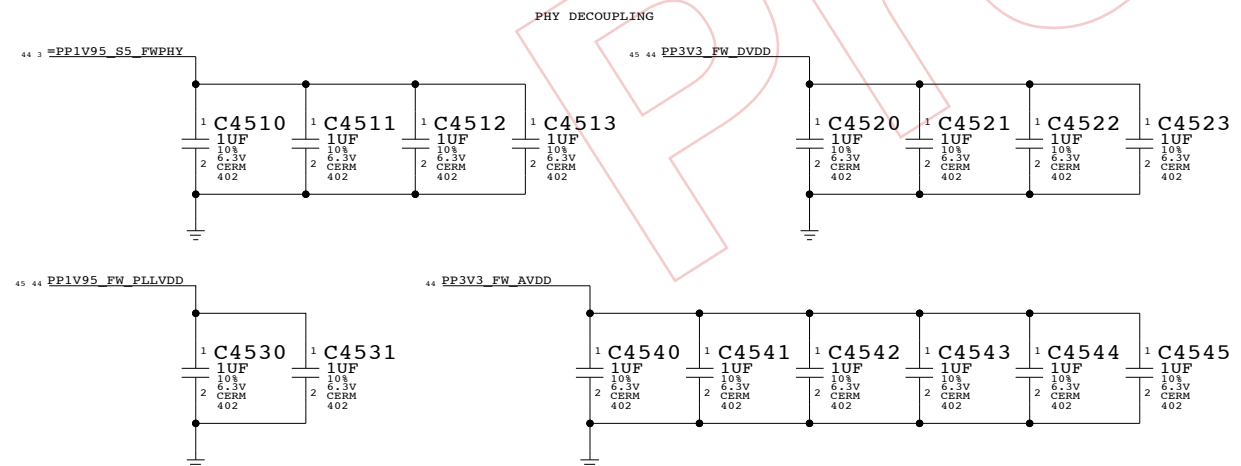 PHY DECOUPLING
44 3 =PP1V95_S5_FWPHY
45 44 PP3V3_FW_DVDD
1 C4510 1UF 10% 6.3V CERM 402 2
1 C4511 1UF 10% 6.3V CERM 402 2
1 C4512 1UF 10% 6.3V CERM 402 2
1 C4513 1UF 10% 6.3V CERM 402 2
1 C4520 1UF 10% 6.3V CERM 402 2
1 C4521 1UF 10% 6.3V CERM 402 2
1 C4522 1UF 10% 6.3V CERM 402 2
1 C4523 1UF 10% 6.3V CERM 402 2
45 44 PP1V95_FW_PLLVDD
44 PP3V3_FW_AVDD
1 C4530 1UF 10% 6.3V CERM 402 2
1 C4531 1UF 10% 6.3V CERM 402 2
1 C4540 1UF 10% 6.3V CERM 402 2
1 C4541 1UF 10% 6.3V CERM 402 2
1 C4542 1UF 10% 6.3V CERM 402 2
1 C4543 1UF 10% 6.3V CERM 402 2
1 C4544 1UF 10% 6.3V CERM 402 2
1 C4545 1UF 10% 6.3V CERM 402 2